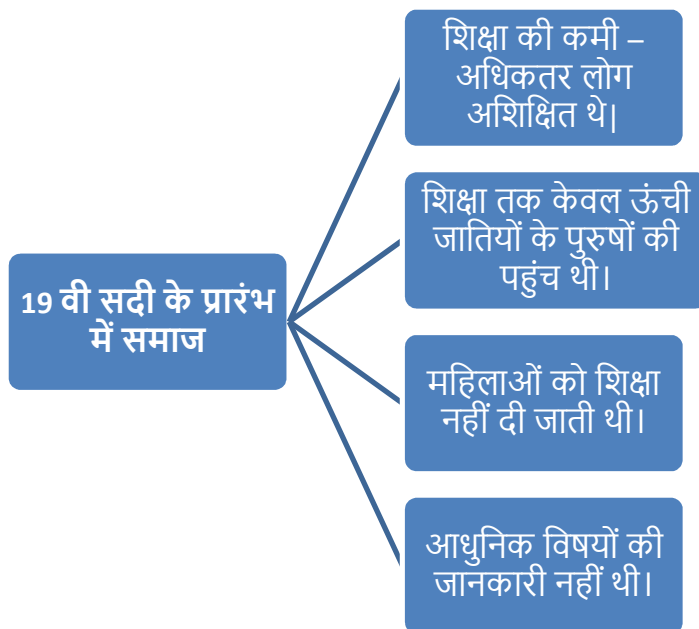 19 वी सदी के प्रारंभ
में समाज
शिक्षा की कमी –
अधिकतर लोग
अशिक्षित थे|
शिक्षा तक केवल ऊंची
जातियों के पुरुषों की
पहुंच थी।
महिलाओं को शिक्षा
नहीं दी जाती थी।
आधुनिक विषयों की
जानकारी नहीं थी।